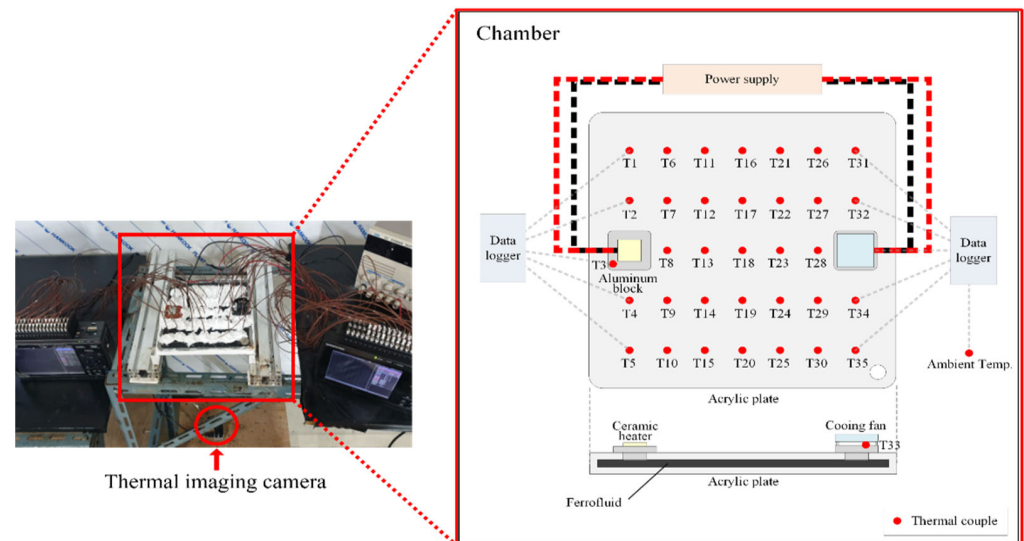 Chamber
Power supply
T1 T6 T11 T16 T21 T26 T31
T2 T7 T12 T17 T22 T27 T32
Data
logger
T3 T8 T13 T18 T23 T28
Aluminum
block
Data
logger
T4 T9 T14 T19 T24 T29 T34
T5 T10 T15 T20 T25 T30 T35
Ambient Temp.
Acrylic plate
Ceramic
heater
Cooing fan
T33
Acrylic plate
Ferrofluid
Thermal couple
Thermal imaging camera